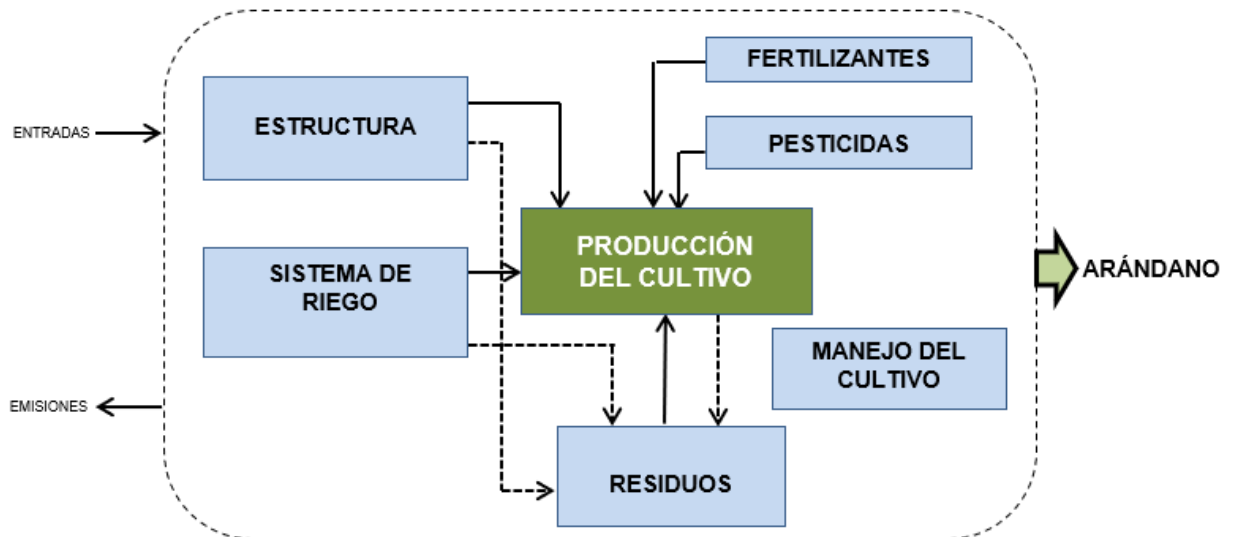 FERTILIZANTES
ESTRUCTURA
ENTRADAS
PESTICIDAS
PRODUCCIÓN
DEL CULTIVO
SISTEMA DE
RIEGO
ARÁNDANO
MANEJO DEL
CULTIVO
EMISIONES
RESIDUOS